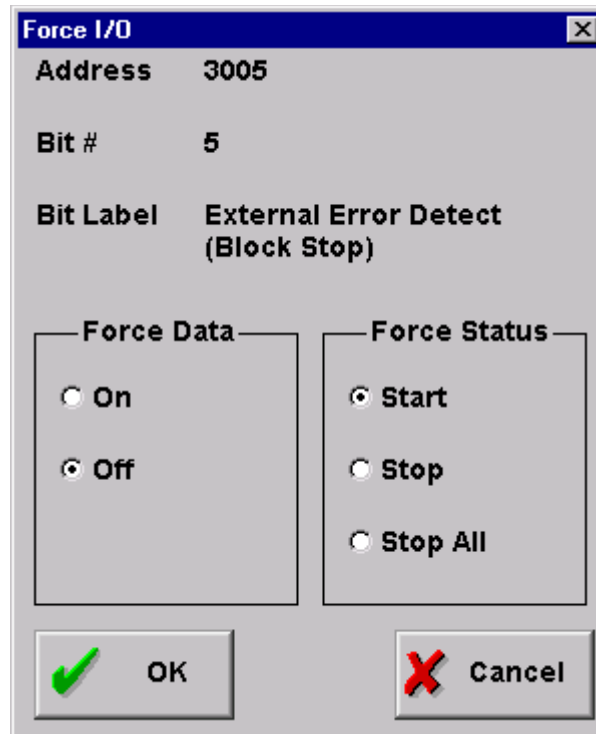 Force I/O
Address 3005
Bit # 5
Bit Label External Error Detect
(Block Stop)
Force Data
On
Off
Force Status
Start
Stop
Stop All
OK
Cancel